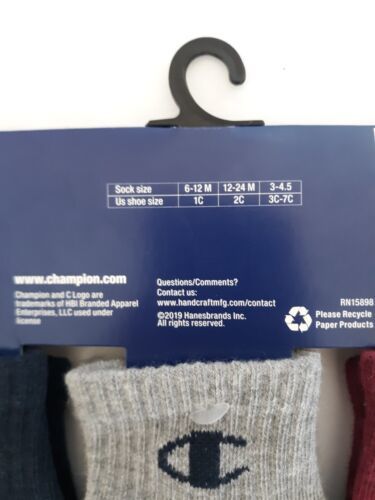 Sock size 6-12 M 12-24 M 3-4.5
Us shoe size 1C 2C 3C-7C
www.champion.com
Champion and C Logo are
trademarks of HBI Branded Apparel
Enterprises, LLC used under
license
Questions/Comments?
Contact us:
www.handcraftmfg.com/contact
©2019 Hanesbrands Inc.
All rights reserved.
RN15898
Please Recycle
Paper Products